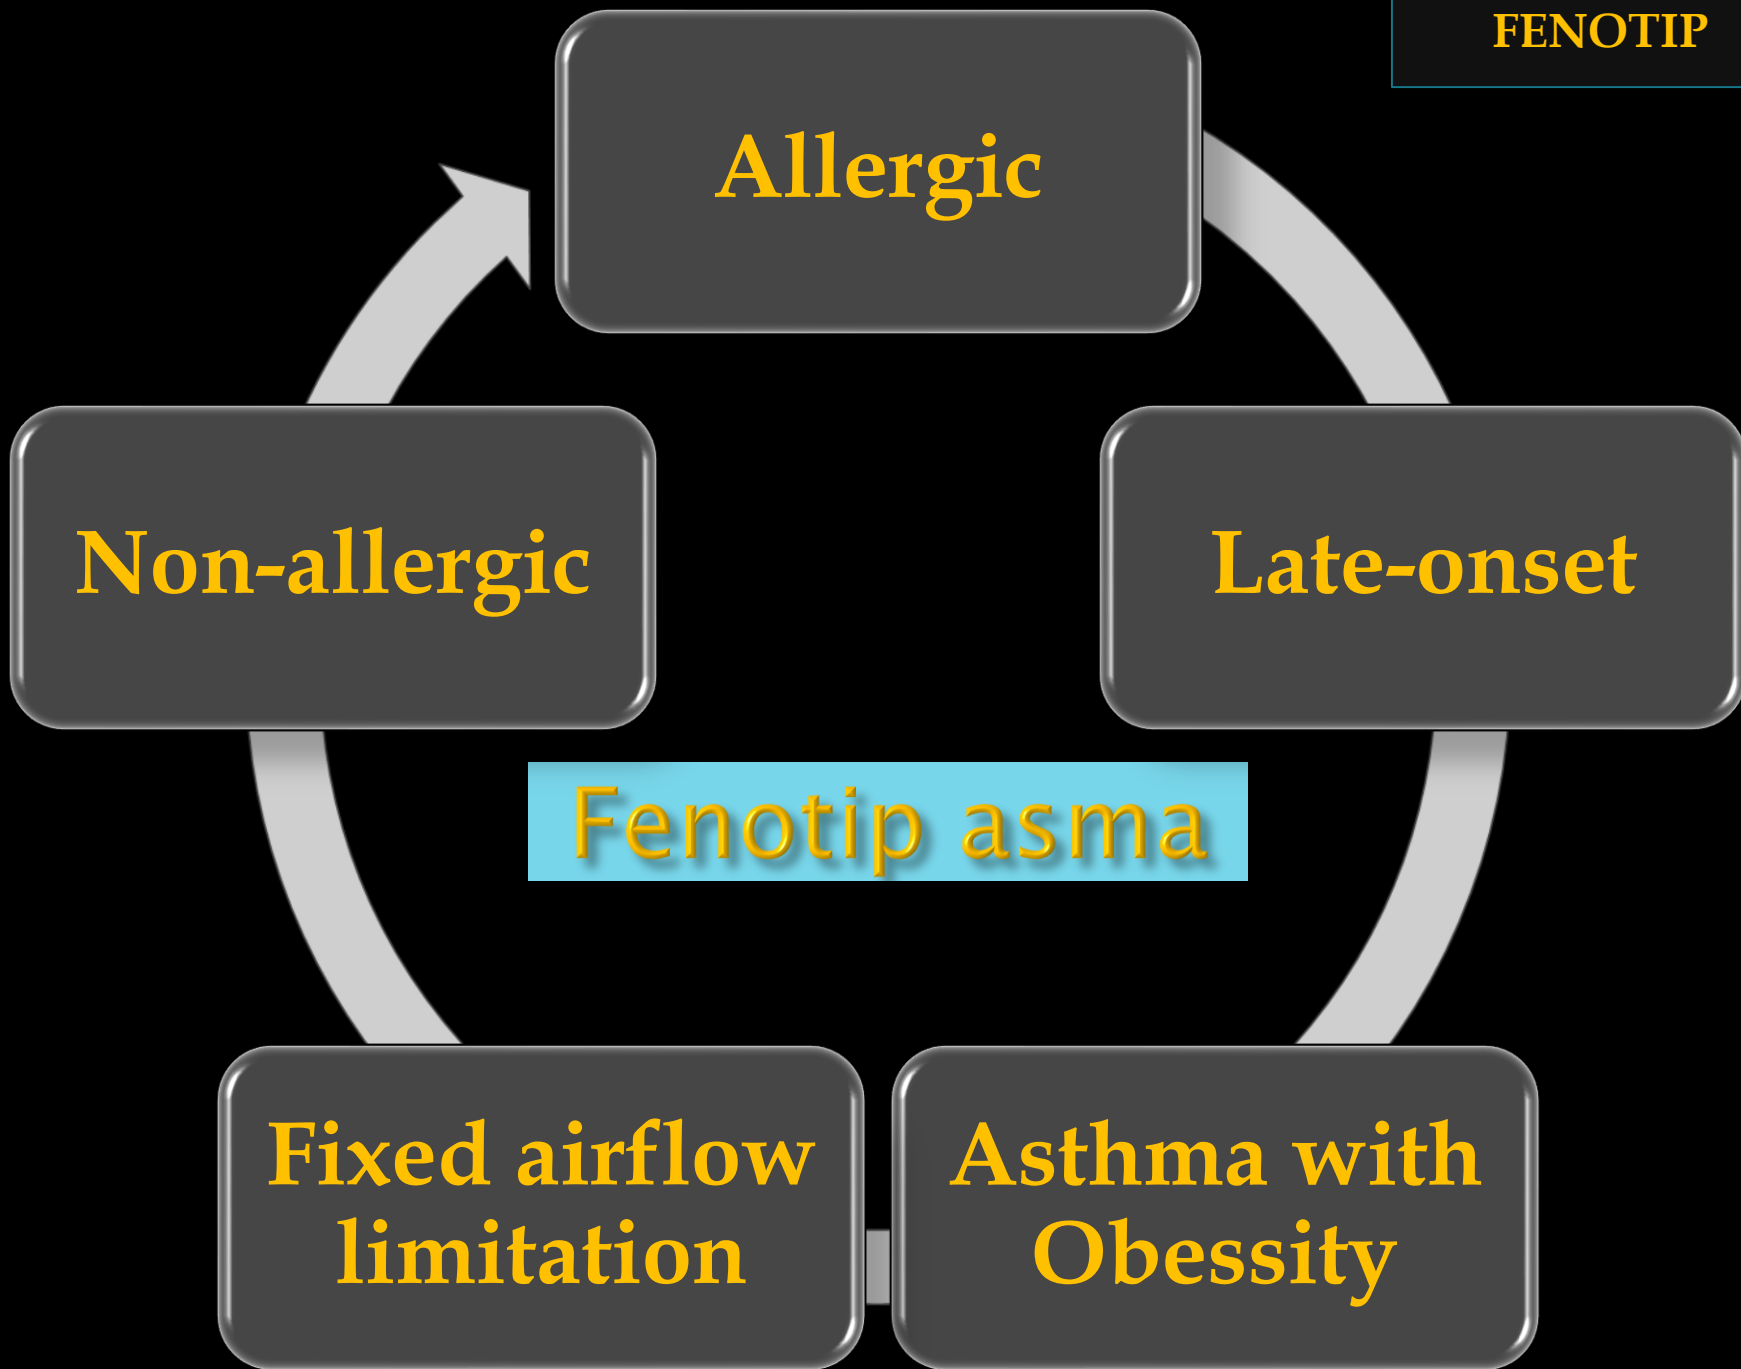 FENOTIP
Allergic
Non-allergic
Late-onset
Fenotip asma
Fixed airflow
limitation
Asthma with
Obessity